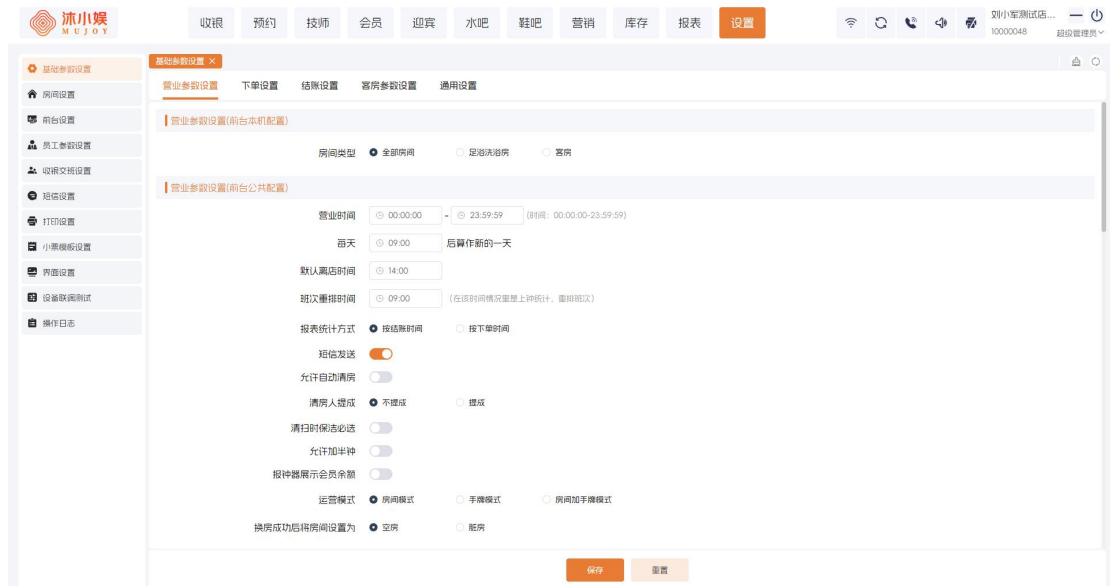 沐小娱 收银 预约 技师 会员 迎宾 水吧 鞋吧 营销 库存 报表 设置 刘小军测试店...
MUJOY 10000048 超级管理员
基础参数设置
房间设置
前台设置
员工参数设置
收银交班设置
短信设置
打印设置
小票模板设置
界面设置
设备联调测试
操作日志
基础参数设置 ×
营业参数设置 下单设置 结账设置 客房参数设置 通用设置
营业参数设置(前台本机配置)
房间类型 全部房间 足浴洗浴房 客房
营业参数设置(前台公共配置)
营业时间 00:00:00 - 23:59:59 (时间：00:00:00-23:59:59)
每天 09:00 后算作新的一天
默认离店时间 14:00
班次重排时间 09:00 (在该时间情况重是上钟统计，重排班次)
报表统计方式 按结账时间 按下单时间
短信发送
允许自动清房
清房人提成 不提成 提成
清扫时保洁必选
允许加半钟
报钟器展示会员余额
运营模式 房间模式 手牌模式 房间加手牌模式
换房成功后将房间设置为 空房 脏房
保存 重置